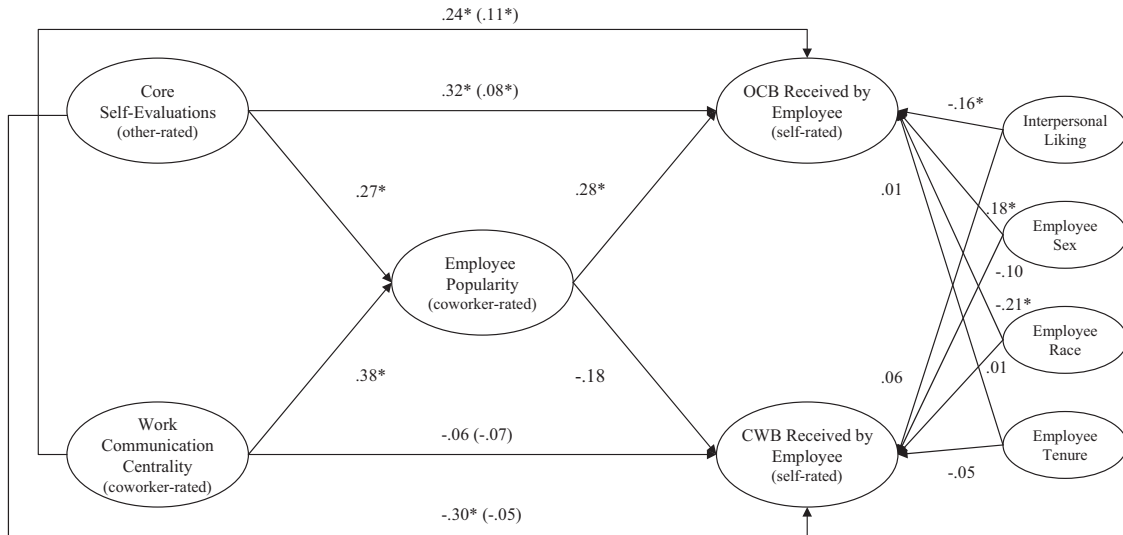 .24* (.11*)
Core
Self-Evaluations
(other-rated)
.32* (.08*)
OCB Received by
Employee
(self-rated)
-.16*
Interpersonal
Liking
.27*
.28*
.01
.18*
Employee
Sex
Employee
Popularity
(coworker-rated)
-.10
-.21*
Employee
Race
.38*
-.18
.06
.01
Work
Communication
Centrality
(coworker-rated)
-.06 (-.07)
CWB Received by
Employee
(self-rated)
Employee
Tenure
-.05
-.30* (-.05)